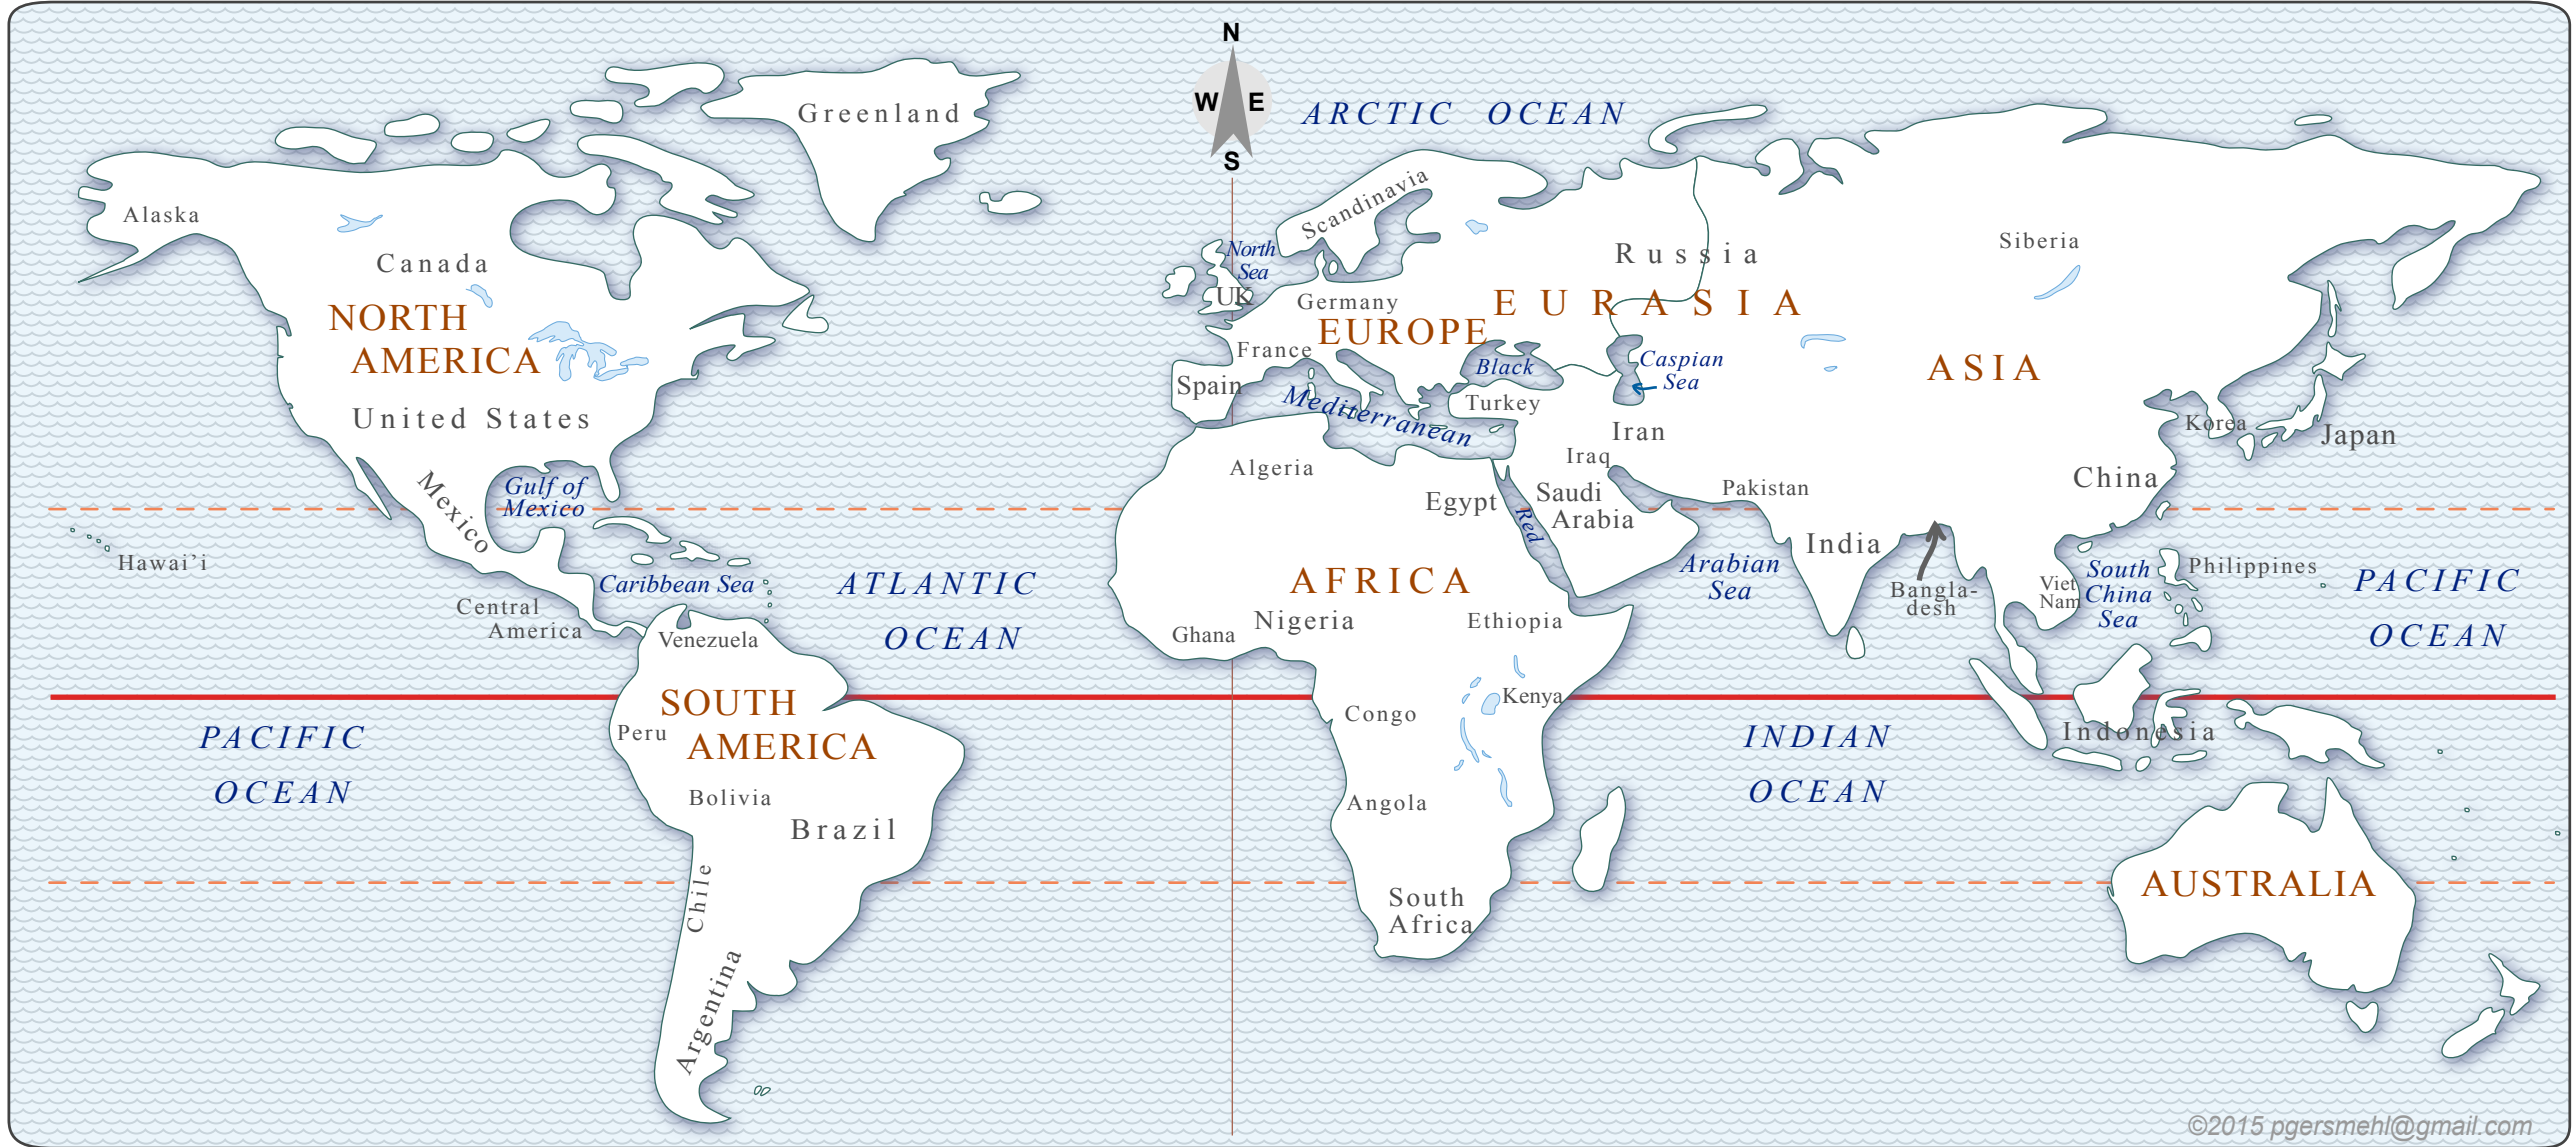 N
W E
S
ARCTIC OCEAN
Greenland
Scandinavia
Alaska
Canada
North
Sea
UK
Germany
Russia
Siberia
NORTH
AMERICA
EURASIA
EUROPE
France
Black
Caspian
Sea
ASIA
Spain
Mediterranean
Turkey
United States
Iran
Korea
Japan
Algeria
Iraq
China
Mexico
Gulf of
Mexico
Egypt
Red
Saudi
Arabia
Pakistan
India
Hawai’i
Caribbean Sea
ATLANTIC
OCEAN
AFRICA
Arabian
Sea
Bangla-
desh
Viet
Nam
South
China
Sea
Philippines
PACIFIC
OCEAN
Central
America
Venezuela
Ghana
Nigeria
Ethiopia
SOUTH
AMERICA
Peru
Congo
Kenya
Indonesia
PACIFIC
OCEAN
INDIAN
OCEAN
Bolivia
Brazil
Angola
Chile
South
Africa
AUSTRALIA
Argentina
©2015 pgersmehl@gmail.com